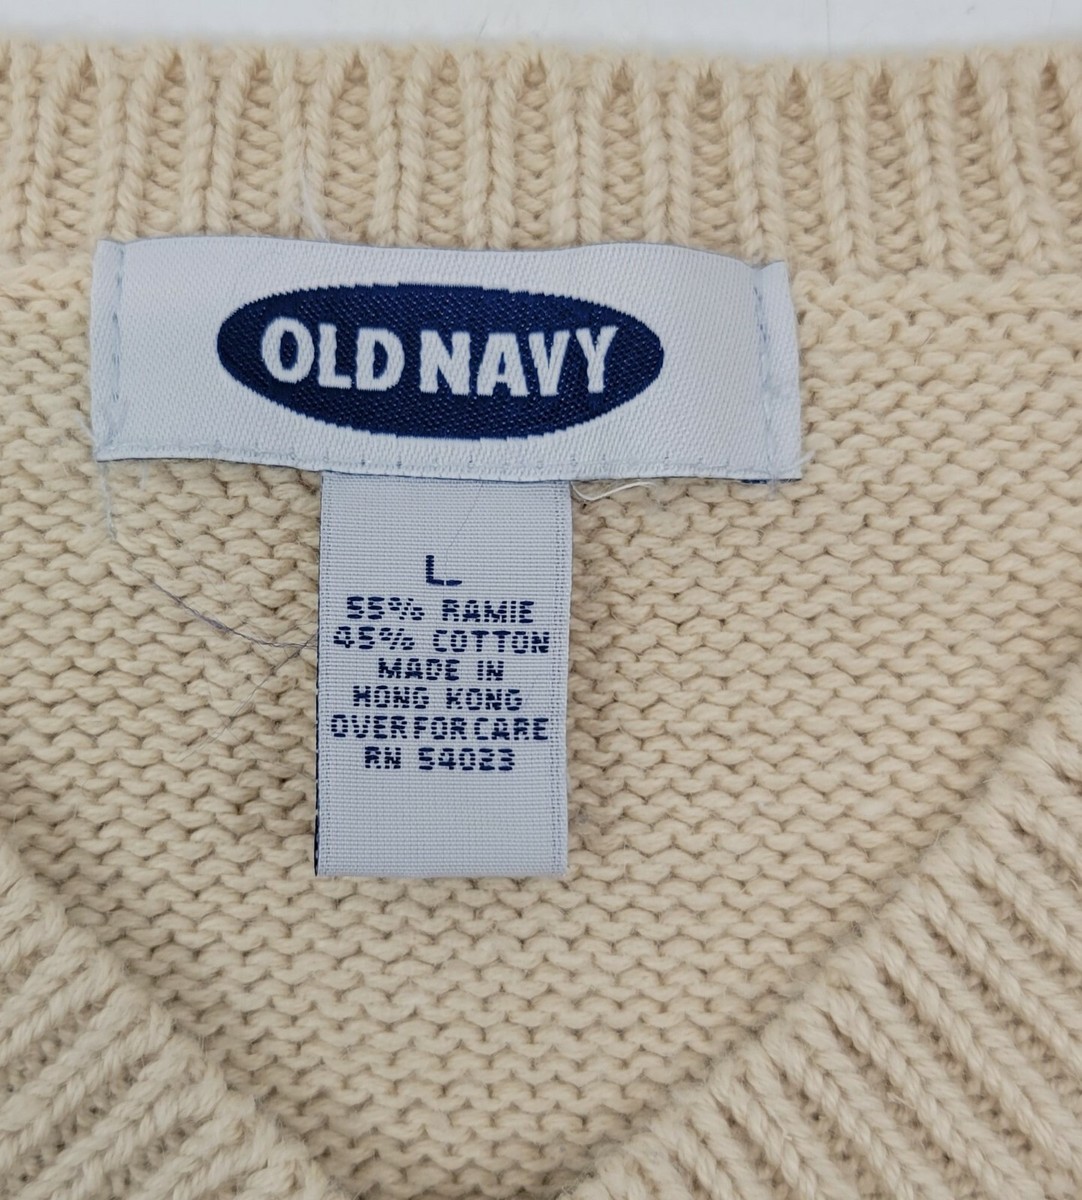 OLD NAVY
L
55% RAMIE
45% COTTON
MADE IN
HONG KONG
OVER FOR CARE
RN 54023